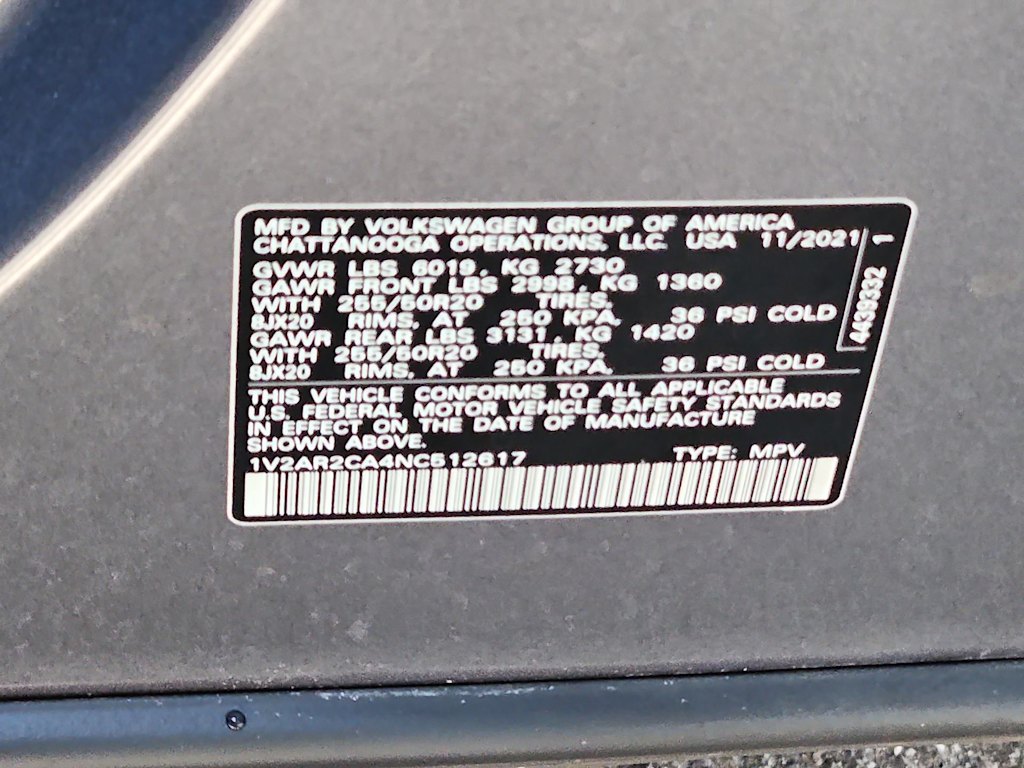 MFD BY VOLKSWAGEN GROUP OF AMERICA
CHATTANOOGA OPERATIONS, LLC. USA 11/2021
GVWR LBS 6019, KG 2730
GAWR FRONT LBS 2998, KG 1360
WITH 255/50R20 TIRES,
8JX20 RIMS, AT 250 KPA, 36 PSI COLD
GAWR REAR LBS 3131, KG 1420
WITH 255/50R20 TIRES,
8JX20 RIMS, AT 250 KPA, 36 PSI COLD
THIS VEHICLE CONFORMS TO ALL APPLICABLE
U.S. FEDERAL MOTOR VEHICLE SAFETY STANDARDS
IN EFFECT ON THE DATE OF MANUFACTURE
SHOWN ABOVE.
1V2AR2CA4NC512617 TYPE: MPV
4439332 1